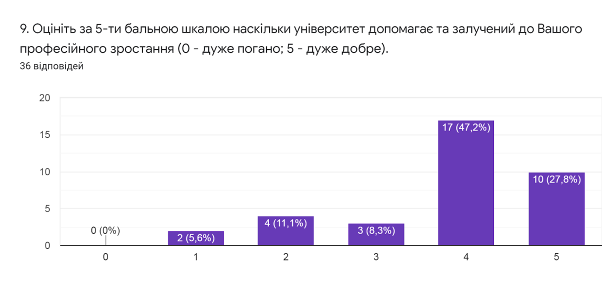 9. Оцініть за 5-ти бальною шкалою наскільки університет допомагає та залучений до Вашого
професійного зростання (0 - дуже погано; 5 - дуже добре).
36 відповідей
20
15
10
5
0
0 (0%)
2 (5,6%)
4 (11,1%)
3 (8,3%)
17 (47,2%)
10 (27,8%)
0 1 2 3 4 5